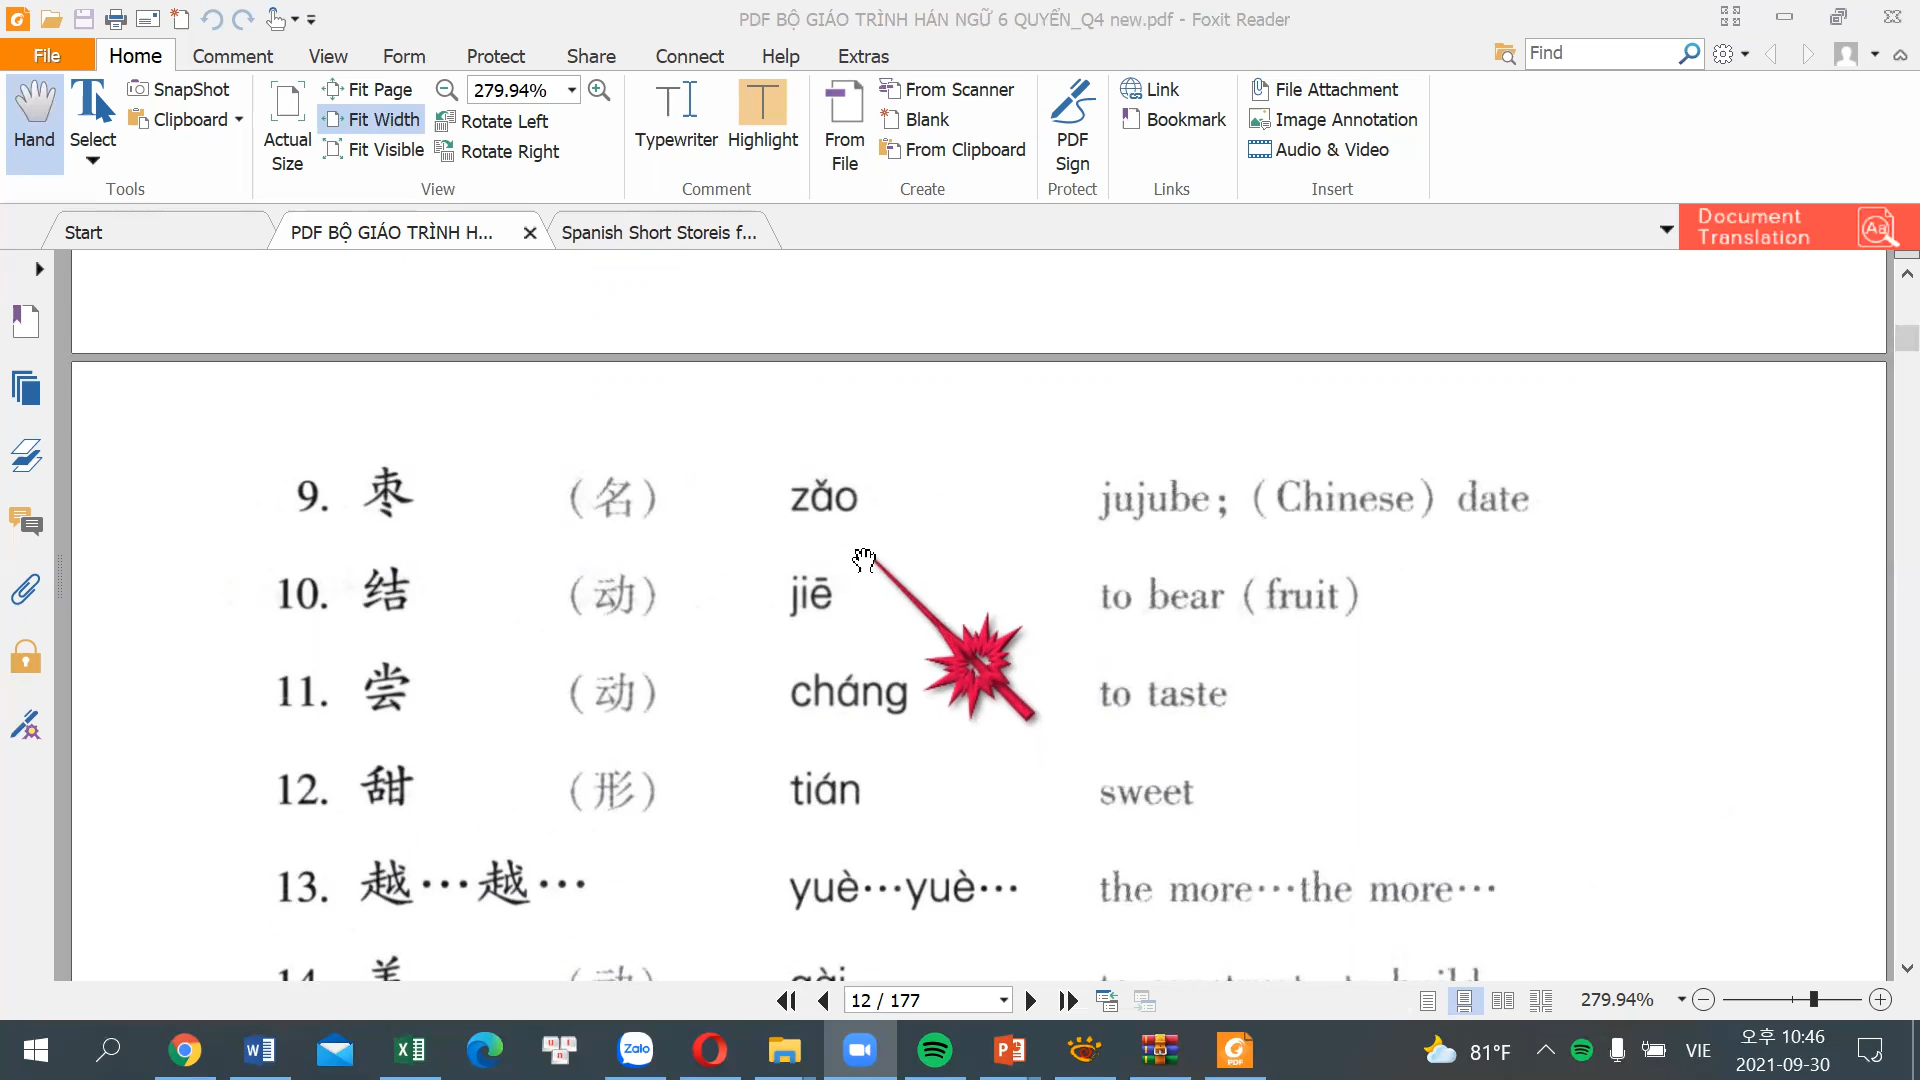 PDF BỘ GIÁO TRÌNH HÁN NGỮ 6 QUYỂN_Q4 new.pdf - Foxit Reader
File Home Comment View Form Protect Share Connect Help Extras Find
Hand Select SnapShot Clipboard
Actual Size Fit Page Fit Width Fit Visible 279.94% Rotate Left Rotate Right
Typewriter Highlight
From File From Scanner Blank From Clipboard
PDF Sign Link Bookmark
File Attachment Image Annotation Audio & Video
Tools View Comment Create Protect Links Insert
Start PDF BỘ GIÁO TRÌNH H... Spanish Short Storeis f... Document Translation
9. 枣 (名) zǎo jujube; (Chinese) date
10. 结 (动) jiē to bear (fruit)
11. 尝 (动) cháng to taste
12. 甜 (形) tián sweet
13. 越…越… yuè…yuè… the more…the more…
12 / 177 279.94%
Zalo 81°F VIE 오후 10:46
2021-09-30